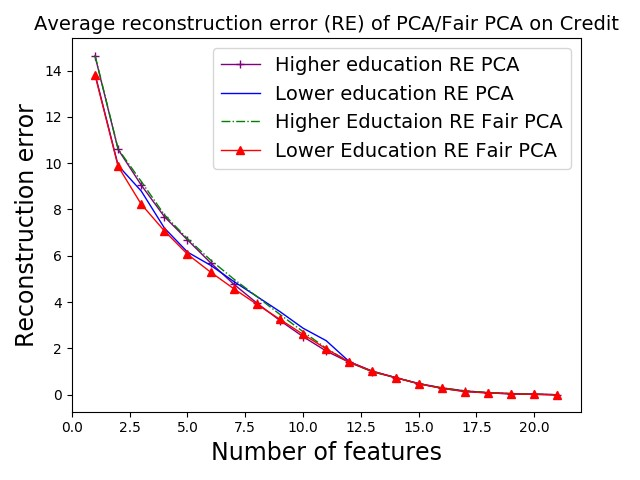 Average reconstruction error (RE) of PCA/Fair PCA on Credit
Higher education RE PCA
Lower education RE PCA
Higher Eductaion RE Fair PCA
Lower Education RE Fair PCA
Reconstruction error
14
12
10
8
6
4
2
0
0.0 2.5 5.0 7.5 10.0 12.5 15.0 17.5 20.0
Number of features